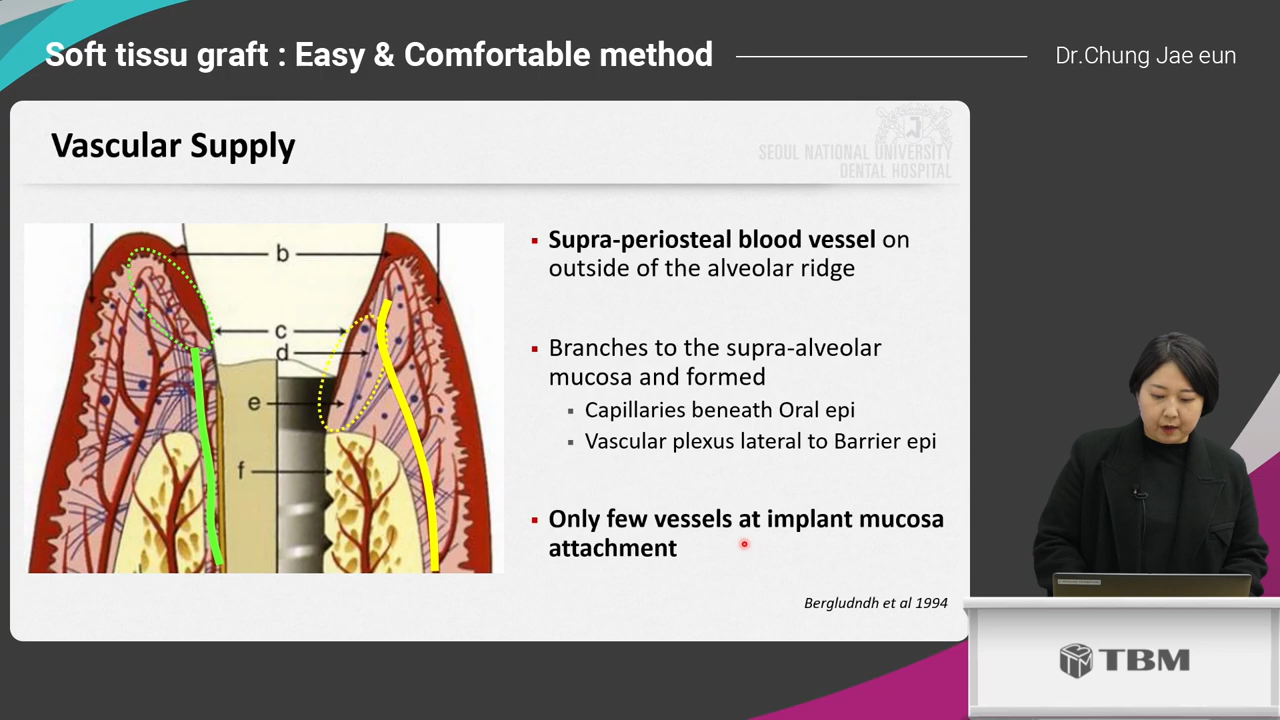 Soft tissu graft : Easy & Comfortable method
Dr.Chung Jae eun
Vascular Supply
SEOUL NATIONAL UNIVERSITY
DENTAL HOSPITAL
b
c
d
e
f
▪ Supra-periosteal blood vessel on
outside of the alveolar ridge
▪ Branches to the supra-alveolar
mucosa and formed
▪ Capillaries beneath Oral epi
▪ Vascular plexus lateral to Barrier epi
▪ Only few vessels at implant mucosa
attachment
Bergludndh et al 1994
TBM